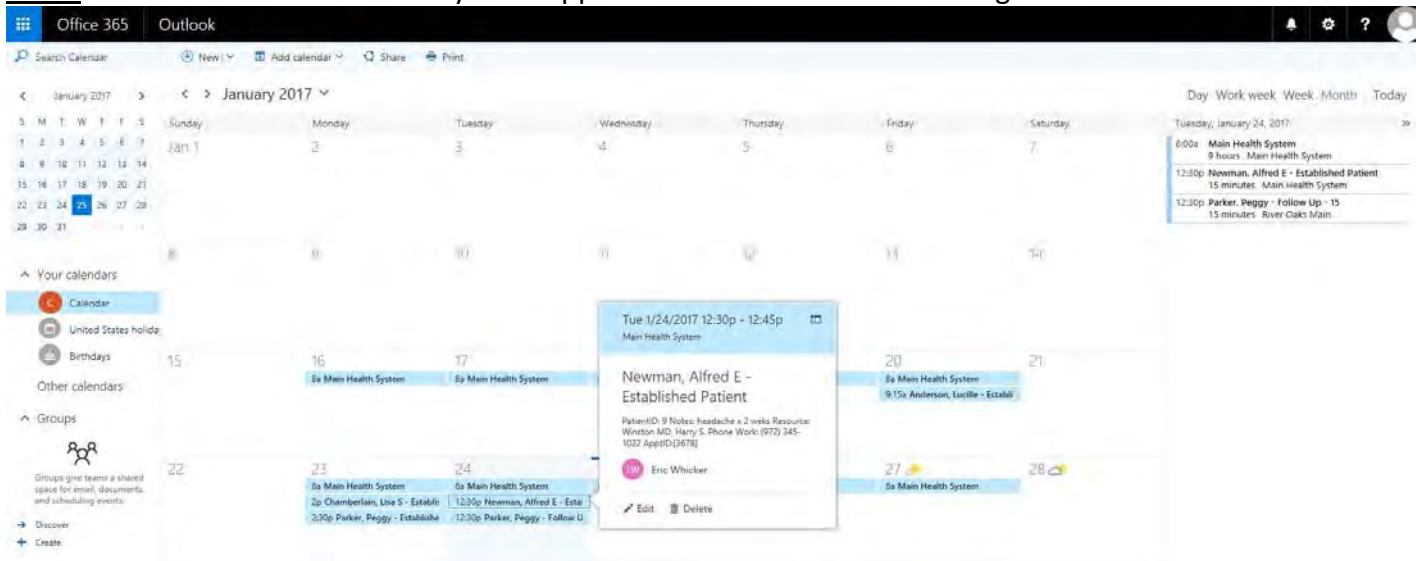 Office 365 Outlook ?
Search Calendar New Add calendar Share Print
January 2017
S M T W T F S
1 2 3 4 5 6 7
8 9 10 11 12 13 14
15 16 17 18 19 20 21
22 23 24 25 26 27 28
29 30 31
Your calendars
C Calendar
United States holida
Birthdays
Other calendars
Groups
Groups give teams a shared
space for email, documents,
and scheduling events.
Discover
Create
January 2017
Day Work week Week Month Today
Sunday Monday Tuesday Wednesday Thursday Friday Saturday
Jan 1 2 3 4 5 6 7
8 9 10 11 12 13 14
15 16 17 20 21
8a Main Health System 8a Main Health System 8a Main Health System
9:15a Anderson, Lucille - Establi
22 23 24 27 28
8a Main Health System 8a Main Health System 8a Main Health System
2p Chamberlain, Lisa S - Establi 12:30p Newman, Alfred E - Estal
2:30p Parker, Peggy - Establishe 12:30p Parker, Peggy - Follow U
Tue 1/24/2017 12:30p - 12:45p
Main Health System
Newman, Alfred E -
Established Patient
PatientID: 9 Notes: headache x 2 weks Resource:
Winston MD, Harry S. Phone Work: (972) 345-
1022 ApptID:[3678]
Eric Whicker
Edit Delete
Tuesday, January 24, 2017 »
8:00a Main Health System
9 hours Main Health System
12:30p Newman, Alfred E - Established Patient
15 minutes Main Health System
12:30p Parker, Peggy - Follow Up - 15
15 minutes River Oaks Main